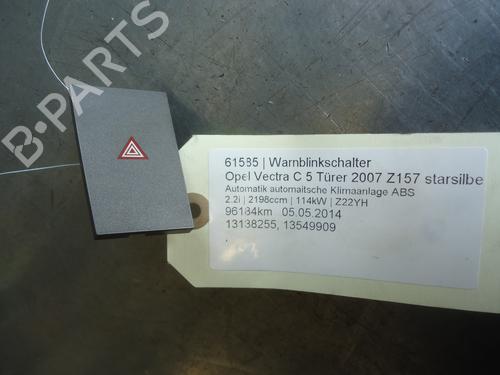 B-PARTS
61585 | Warnblinkschalter
Opel Vectra C 5 Türer 2007 Z157 starsilbe
Automatik automaitsche Klimaanlage ABS
2.2i | 2198ccm | 114kW | Z22YH
96184km 05.05.2014
13138255, 13549909